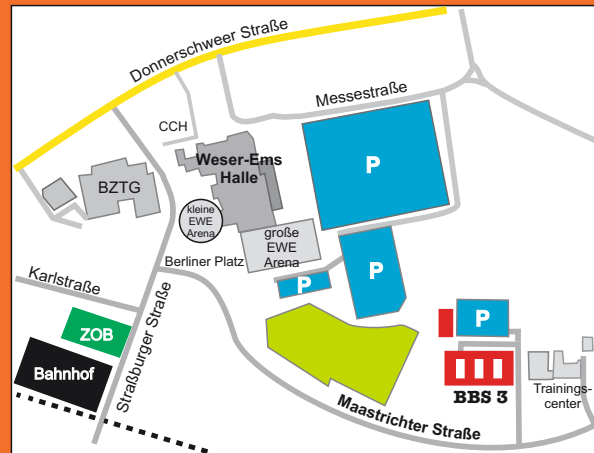 Donnerschweer Straße
Messestraße
CCH
Weser-Ems
Halle
P
BZTG
kleine
EWE
Arena
große
EWE
Arena
Berliner Platz
P
P
Karlstraße
ZOB
P
Bahnhof
Straßburger Straße
BBS 3
Trainings-
center
Maastrichter Straße